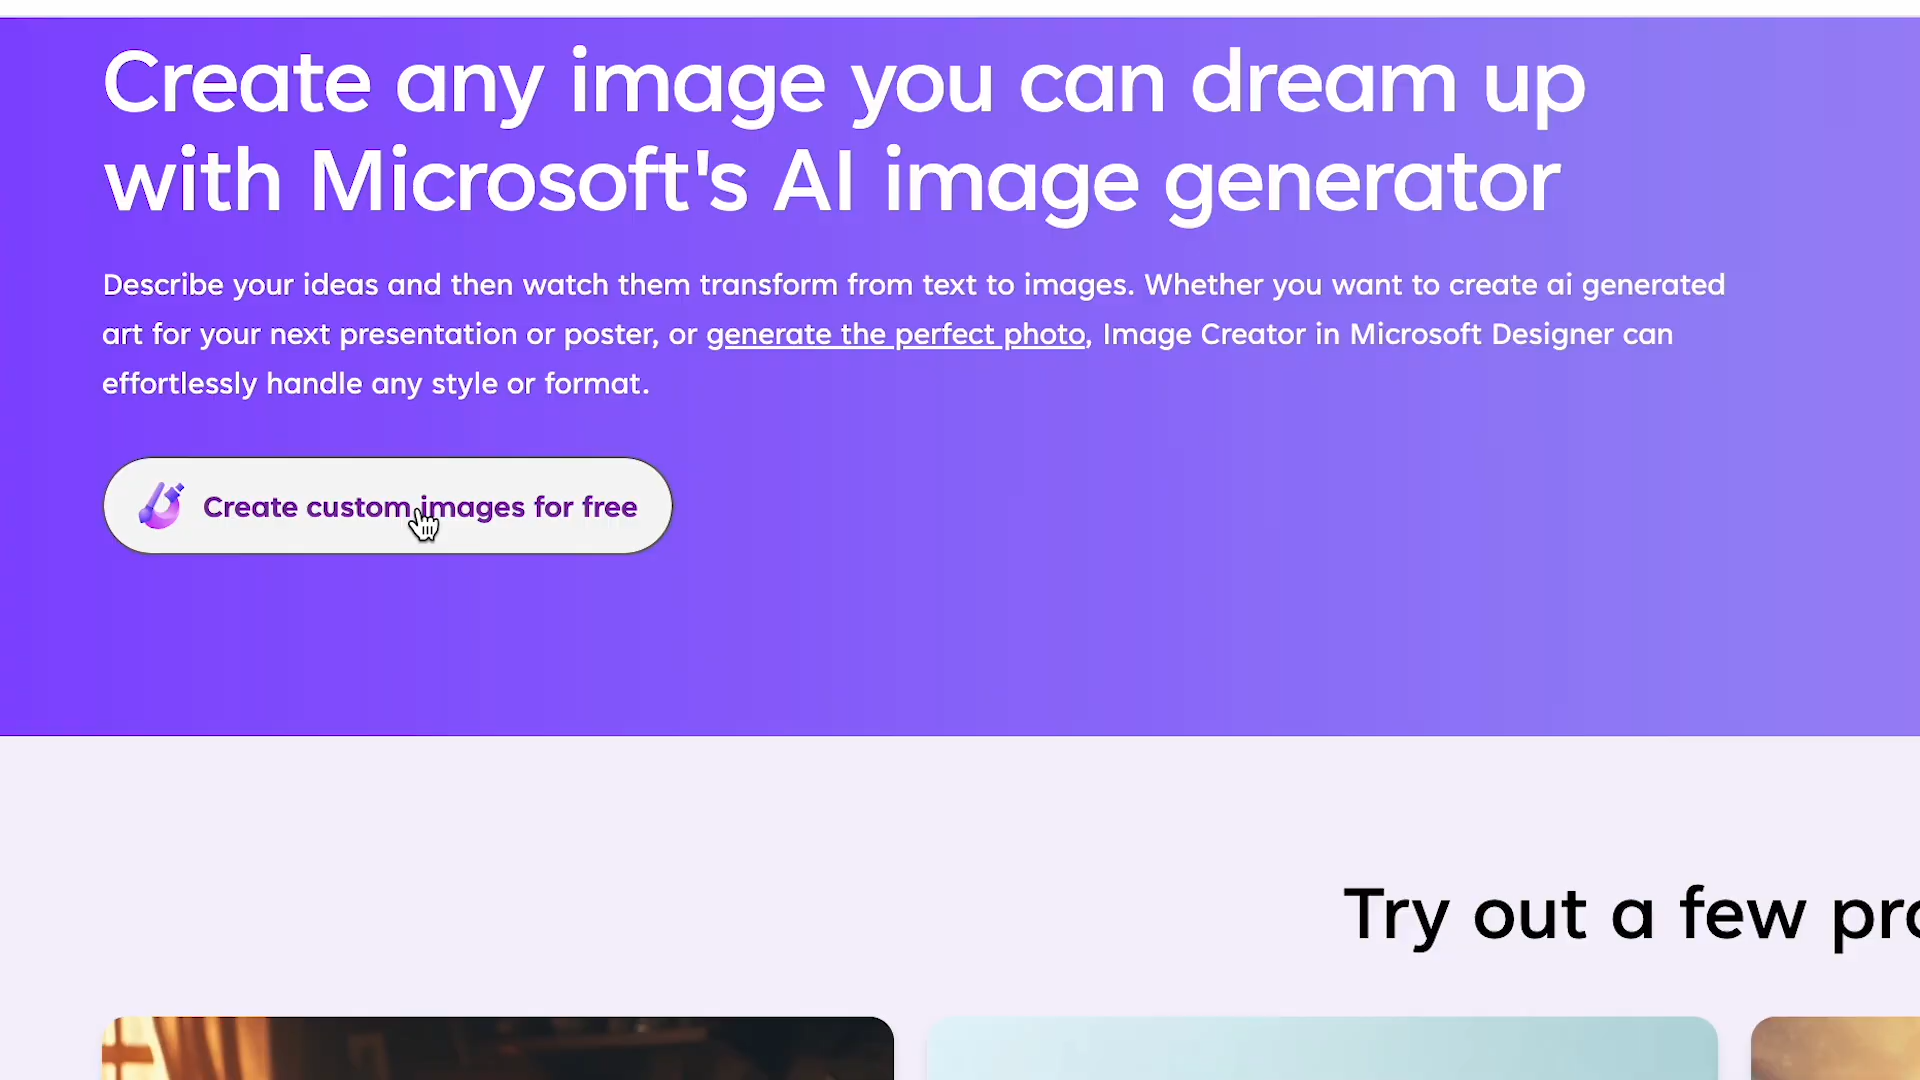 Create any image you can dream up
with Microsoft's AI image generator
Describe your ideas and then watch them transform from text to images. Whether you want to create ai generated
art for your next presentation or poster, or generate the perfect photo, Image Creator in Microsoft Designer can
effortlessly handle any style or format.
Create custom images for free
Try out a few